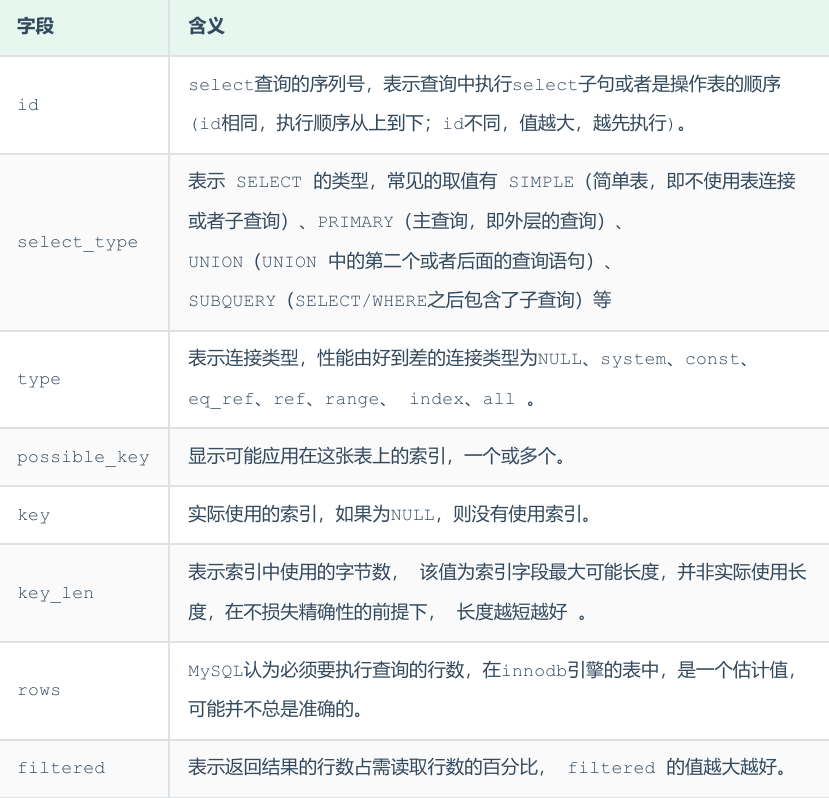 字段 含义
id
select查询的序列号，表示查询中执行select子句或者是操作表的顺序
(id相同，执行顺序从上到下；id不同，值越大，越先执行)。
select_type
表示 SELECT 的类型，常见的取值有 SIMPLE（简单表，即不使用表连接
或者子查询）、PRIMARY（主查询，即外层的查询）、
UNION（UNION 中的第二个或者后面的查询语句）、
SUBQUERY（SELECT/WHERE之后包含了子查询）等
type
表示连接类型，性能由好到差的连接类型为NULL、system、const、
eq_ref、ref、range、 index、all 。
possible_key 显示可能应用在这张表上的索引，一个或多个。
key 实际使用的索引，如果为NULL，则没有使用索引。
key_len
表示索引中使用的字节数， 该值为索引字段最大可能长度，并非实际使用长
度，在不损失精确性的前提下， 长度越短越好 。
rows
MySQL认为必须要执行查询的行数，在innodb引擎的表中，是一个估计值，
可能并不总是准确的。
filtered 表示返回结果的行数占需读取行数的百分比， filtered 的值越大越好。